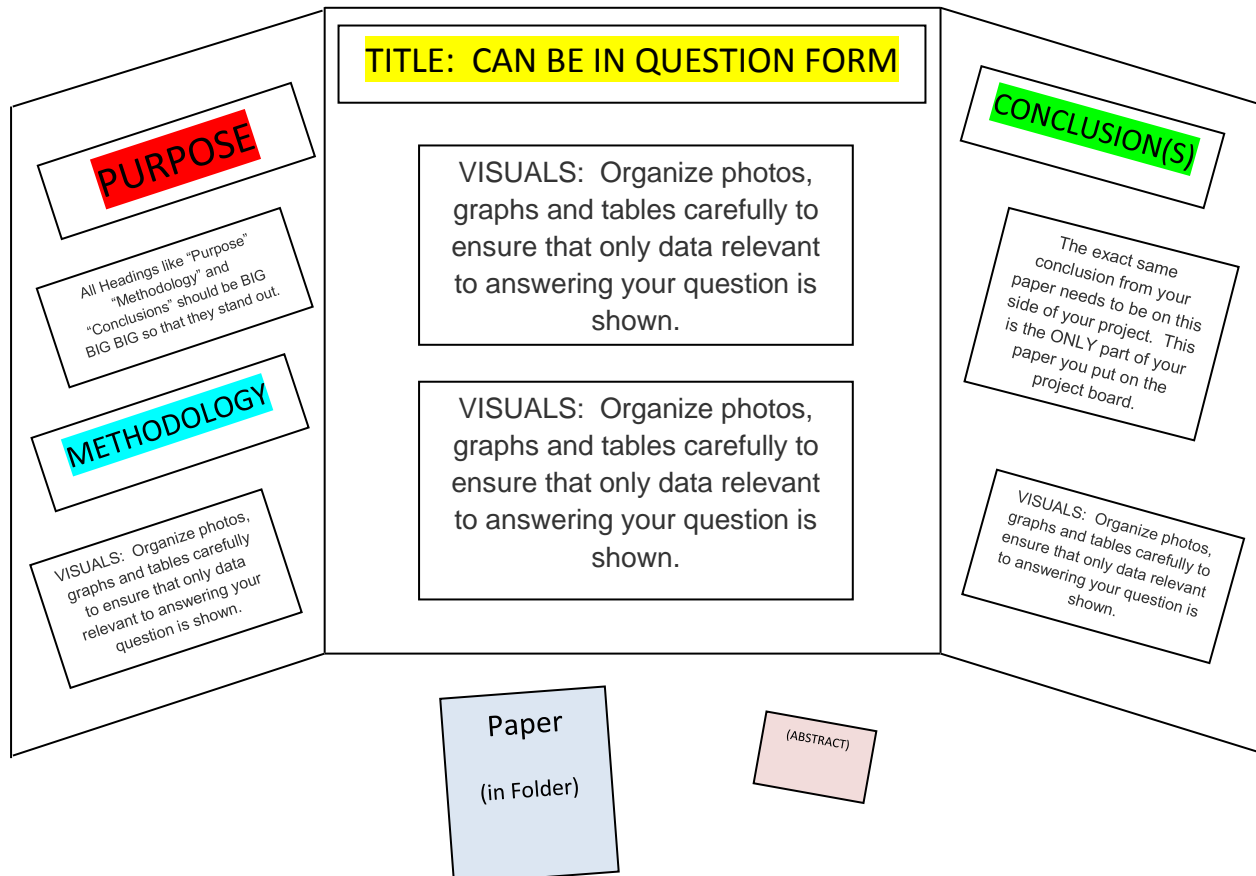 TITLE: CAN BE IN QUESTION FORM
PURPOSE
All Headings like “Purpose”
“Methodology” and
“Conclusions” should be BIG
BIG BIG so that they stand out.
METHODOLOGY
VISUALS: Organize photos,
graphs and tables carefully
to ensure that only data
relevant to answering your
question is shown.
VISUALS: Organize photos,
graphs and tables carefully to
ensure that only data relevant
to answering your question is
shown.
VISUALS: Organize photos,
graphs and tables carefully to
ensure that only data relevant
to answering your question is
shown.
CONCLUSION(S)
The exact same
conclusion from your
paper needs to be on this
side of your project. This
is the ONLY part of your
paper you put on the
project board.
VISUALS: Organize photos,
graphs and tables carefully to
ensure that only data relevant
to answering your question is
shown.
Paper
(in Folder)
(ABSTRACT)